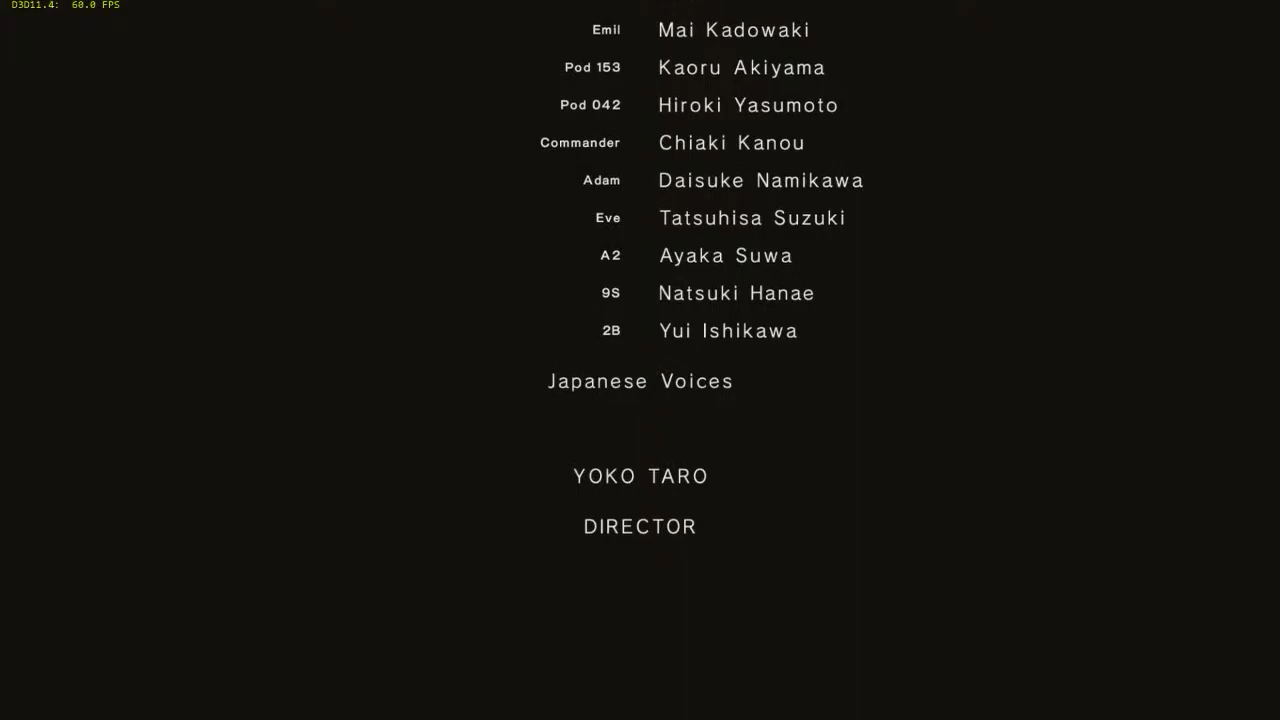 D3D11.4: 60.0 FPS
Emil Mai Kadowaki
Pod 153 Kaoru Akiyama
Pod 042 Hiroki Yasumoto
Commander Chiaki Kanou
Adam Daisuke Namikawa
Eve Tatsuhisa Suzuki
A2 Ayaka Suwa
9S Natsuki Hanae
2B Yui Ishikawa
Japanese Voices
YOKO TARO
DIRECTOR